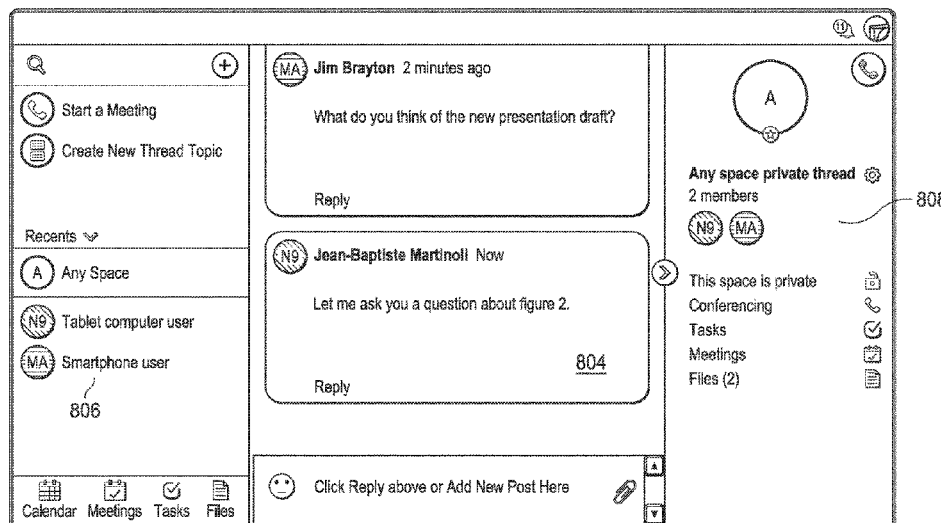 Start a Meeting
Create New Thread Topic
Recents
A Any Space
N9 Tablet computer user
MA Smartphone user
806
Calendar Meetings Tasks Files
MA Jim Brayton 2 minutes ago
What do you think of the new presentation draft?
Reply
N9 Jean-Baptiste Martinoli Now
Let me ask you a question about figure 2.
804
Reply
Click Reply above or Add New Post Here
11
A
Any space private thread
2 members
N9 MA
808
This space is private
Conferencing
Tasks
Meetings
Files (2)